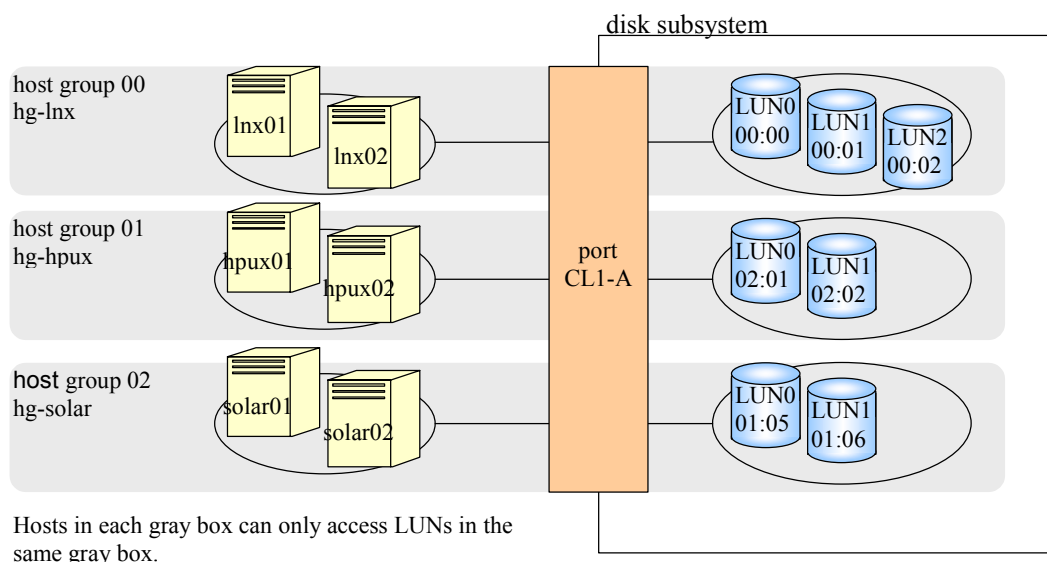 disk subsystem
host group 00
hg-lnx
lnx01
lnx02
LUN0
00:00
LUN1
00:01
LUN2
00:02
host group 01
hg-hpux
hpux01
hpux02
port
CL1-A
LUN0
02:01
LUN1
02:02
host group 02
hg-solar
solar01
solar02
LUN0
01:05
LUN1
01:06
Hosts in each gray box can only access LUNs in the
same gray box.